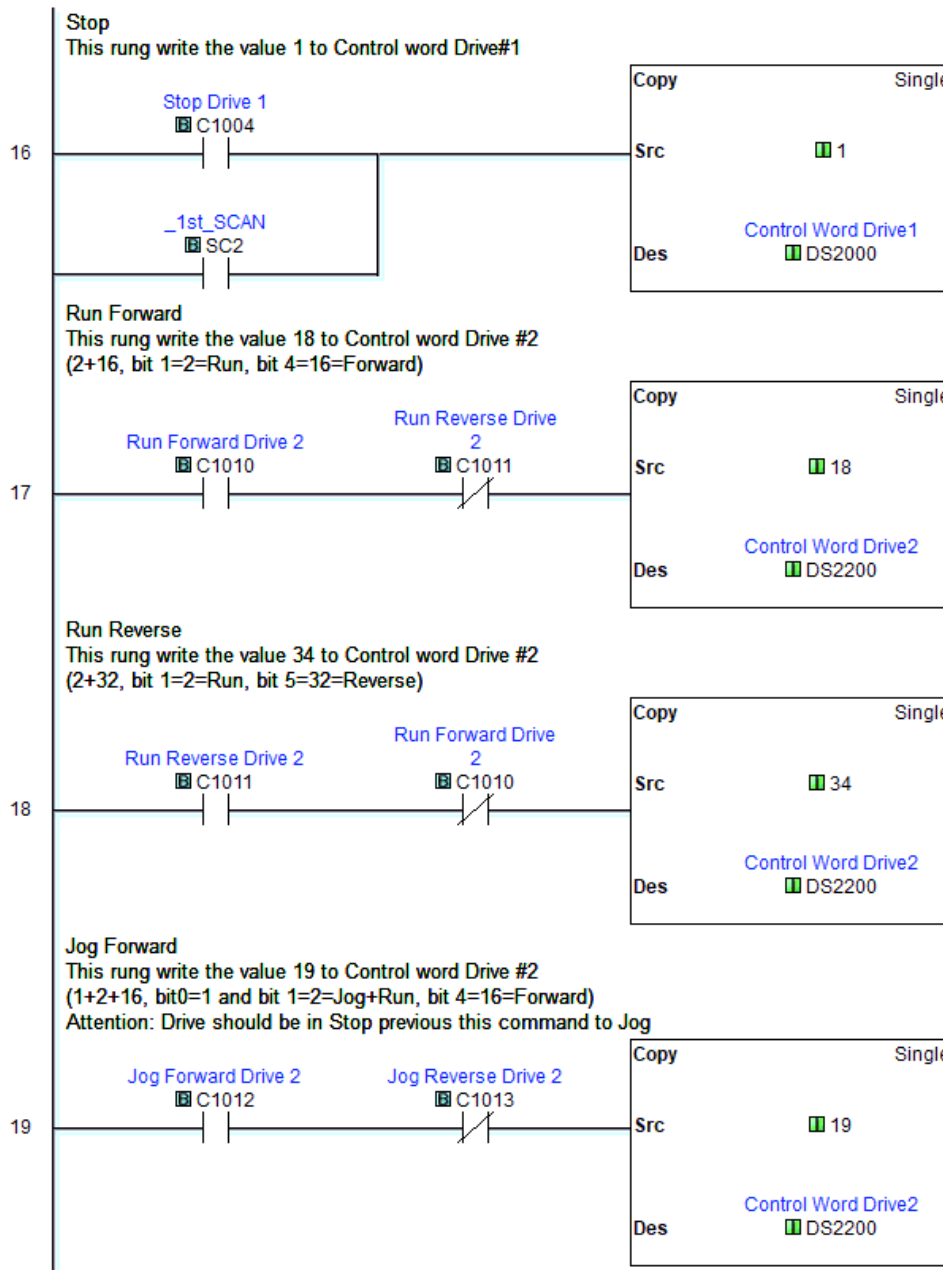 Stop
This rung write the value 1 to Control word Drive#1
Copy Single
Stop Drive 1
C1004
16
Src 1
_1st_SCAN
SC2
Control Word Drive1
Des DS2000
Run Forward
This rung write the value 18 to Control word Drive #2
(2+16, bit 1=2=Run, bit 4=16=Forward)
Copy Single
Run Reverse Drive
Run Forward Drive 2 2
C1010 C1011
Src 18
17
Control Word Drive2
Des DS2200
Run Reverse
This rung write the value 34 to Control word Drive #2
(2+32, bit 1=2=Run, bit 5=32=Reverse)
Copy Single
Run Forward Drive
Run Reverse Drive 2 2
C1011 C1010
Src 34
18
Control Word Drive2
Des DS2200
Jog Forward
This rung write the value 19 to Control word Drive #2
(1+2+16, bit0=1 and bit 1=2=Jog+Run, bit 4=16=Forward)
Attention: Drive should be in Stop previous this command to Jog
Copy Single
Jog Forward Drive 2 Jog Reverse Drive 2
C1012 C1013
19
Src 19
Control Word Drive2
Des DS2200